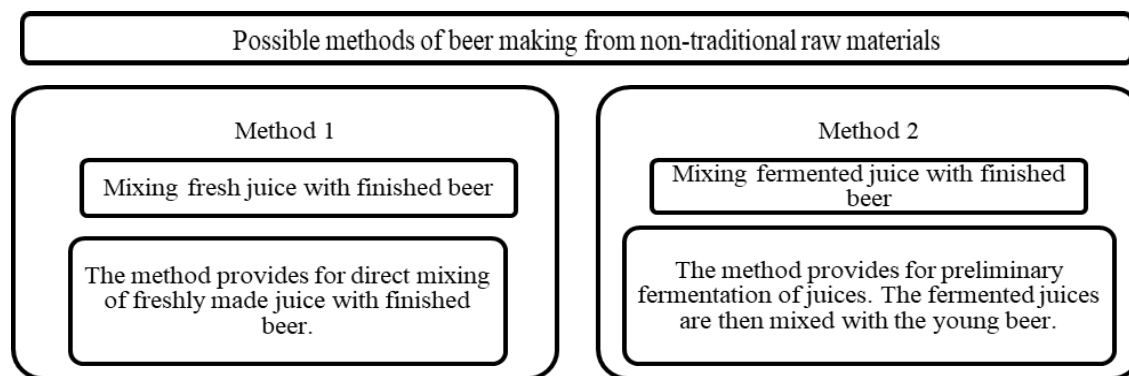 Possible methods of beer making from non-traditional raw materials
Method 1
Mixing fresh juice with finished beer
The method provides for direct mixing
of freshly made juice with finished
beer.
Method 2
Mixing fermented juice with finished
beer
The method provides for preliminary
fermentation of juices. The fermented juices
are then mixed with the young beer.